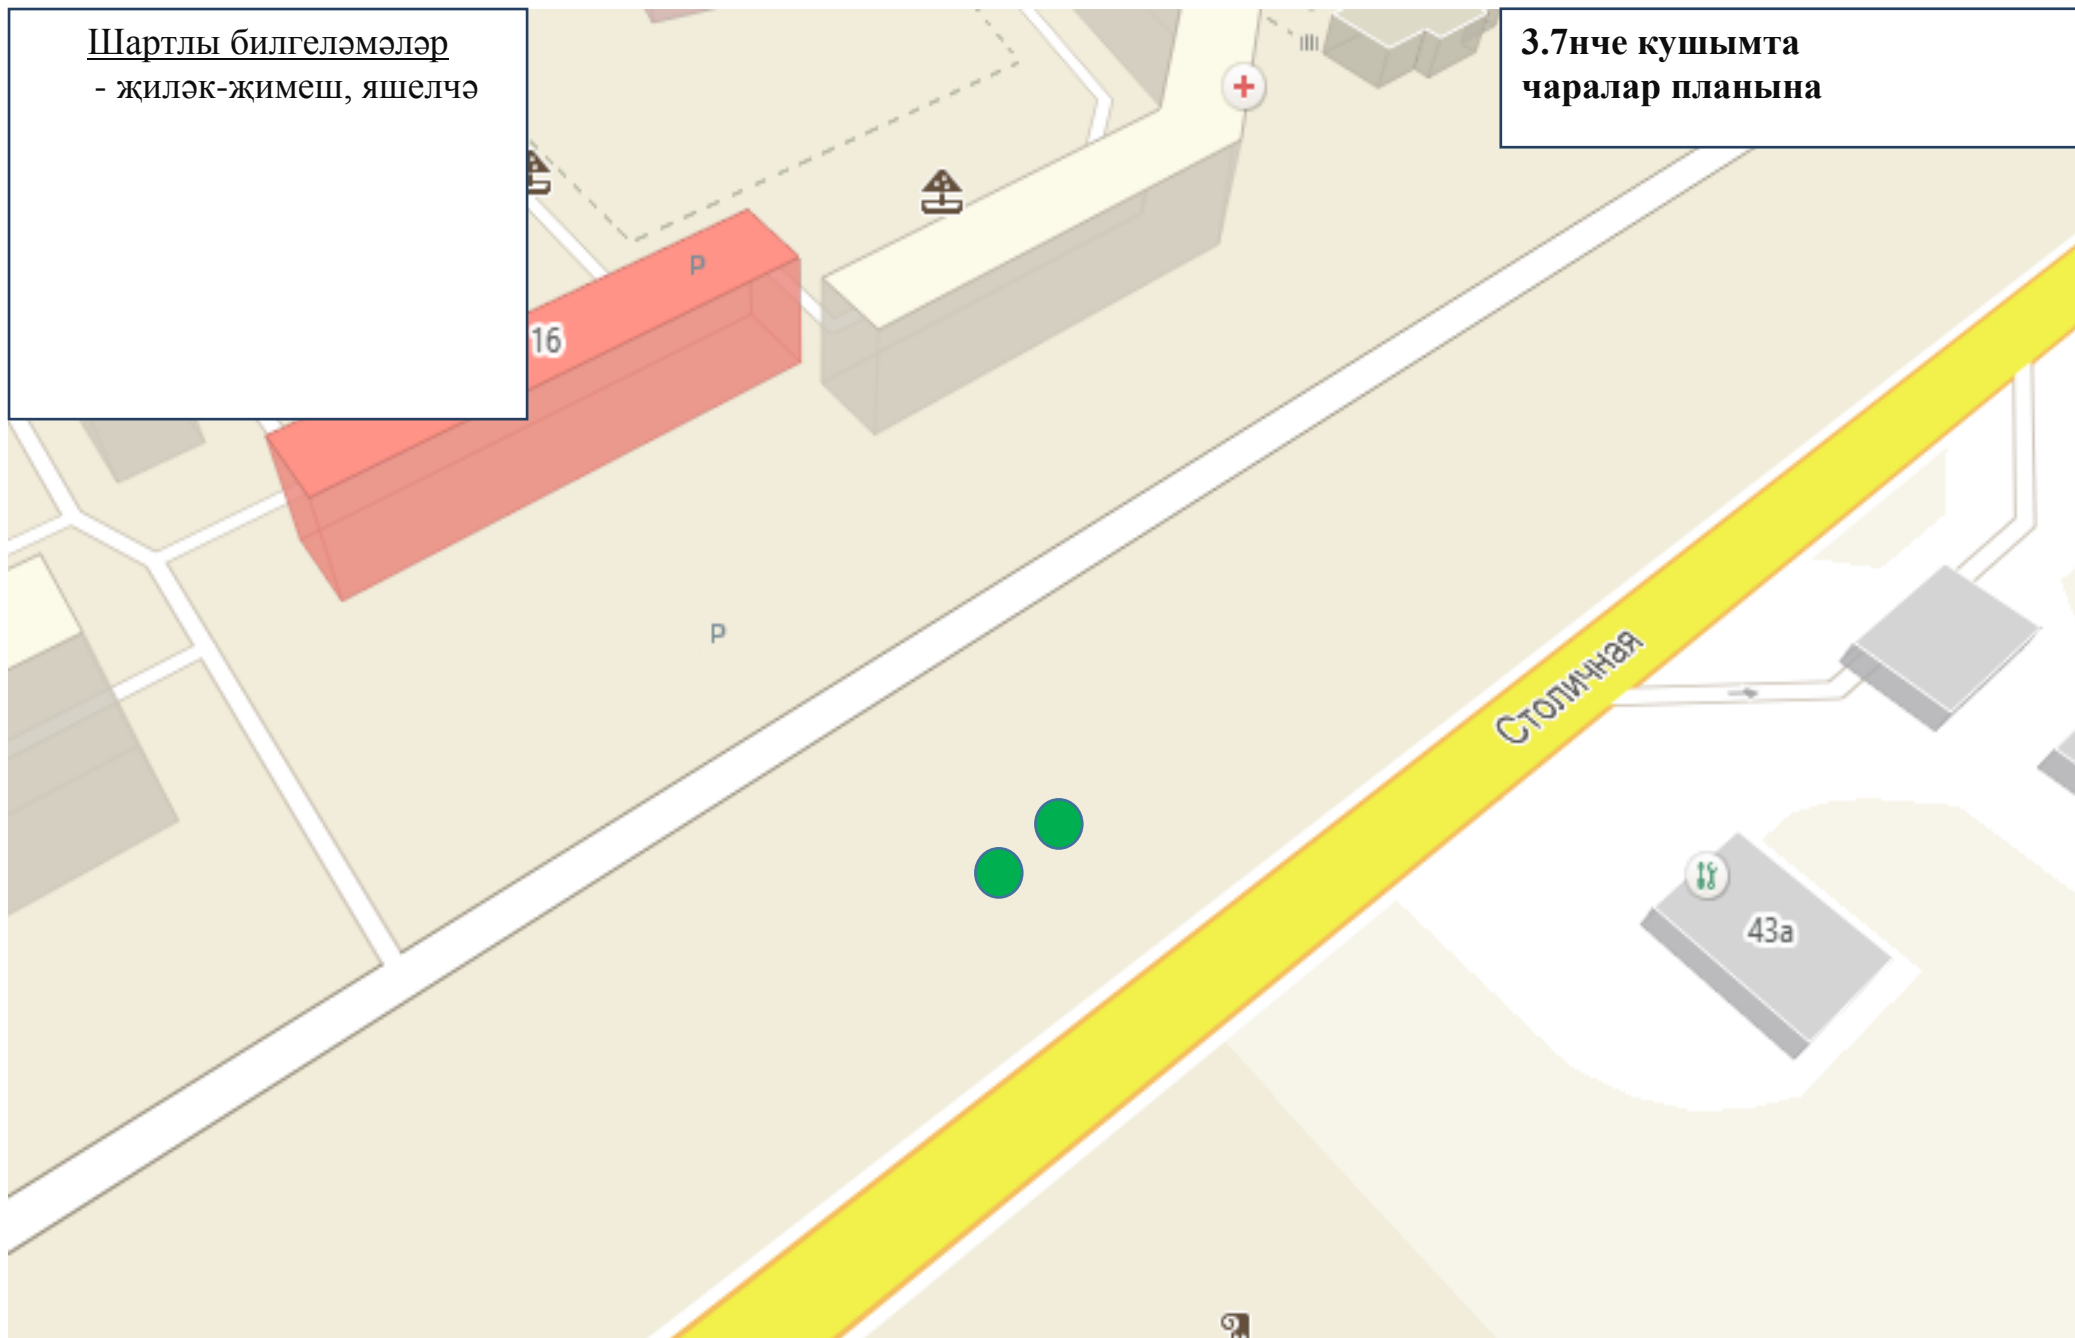 Шартлы билгеләмәләр
- җиләк-җимеш, яшелчә
3.7нче кушымта
чаралар планына
P
16
P
Столичная
43а